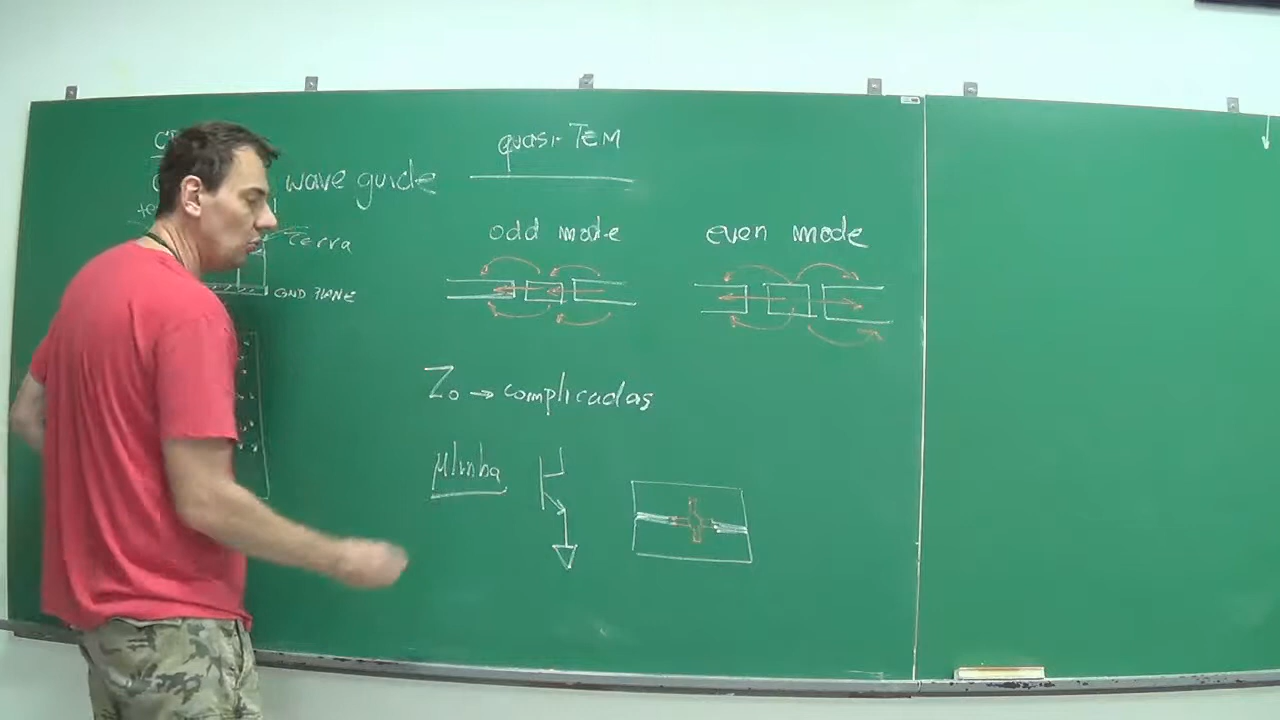 quasi-TEM
wave guide
odd mode
even mode
Terra
GND PLANE
Z₀ → complicadas
μlinha